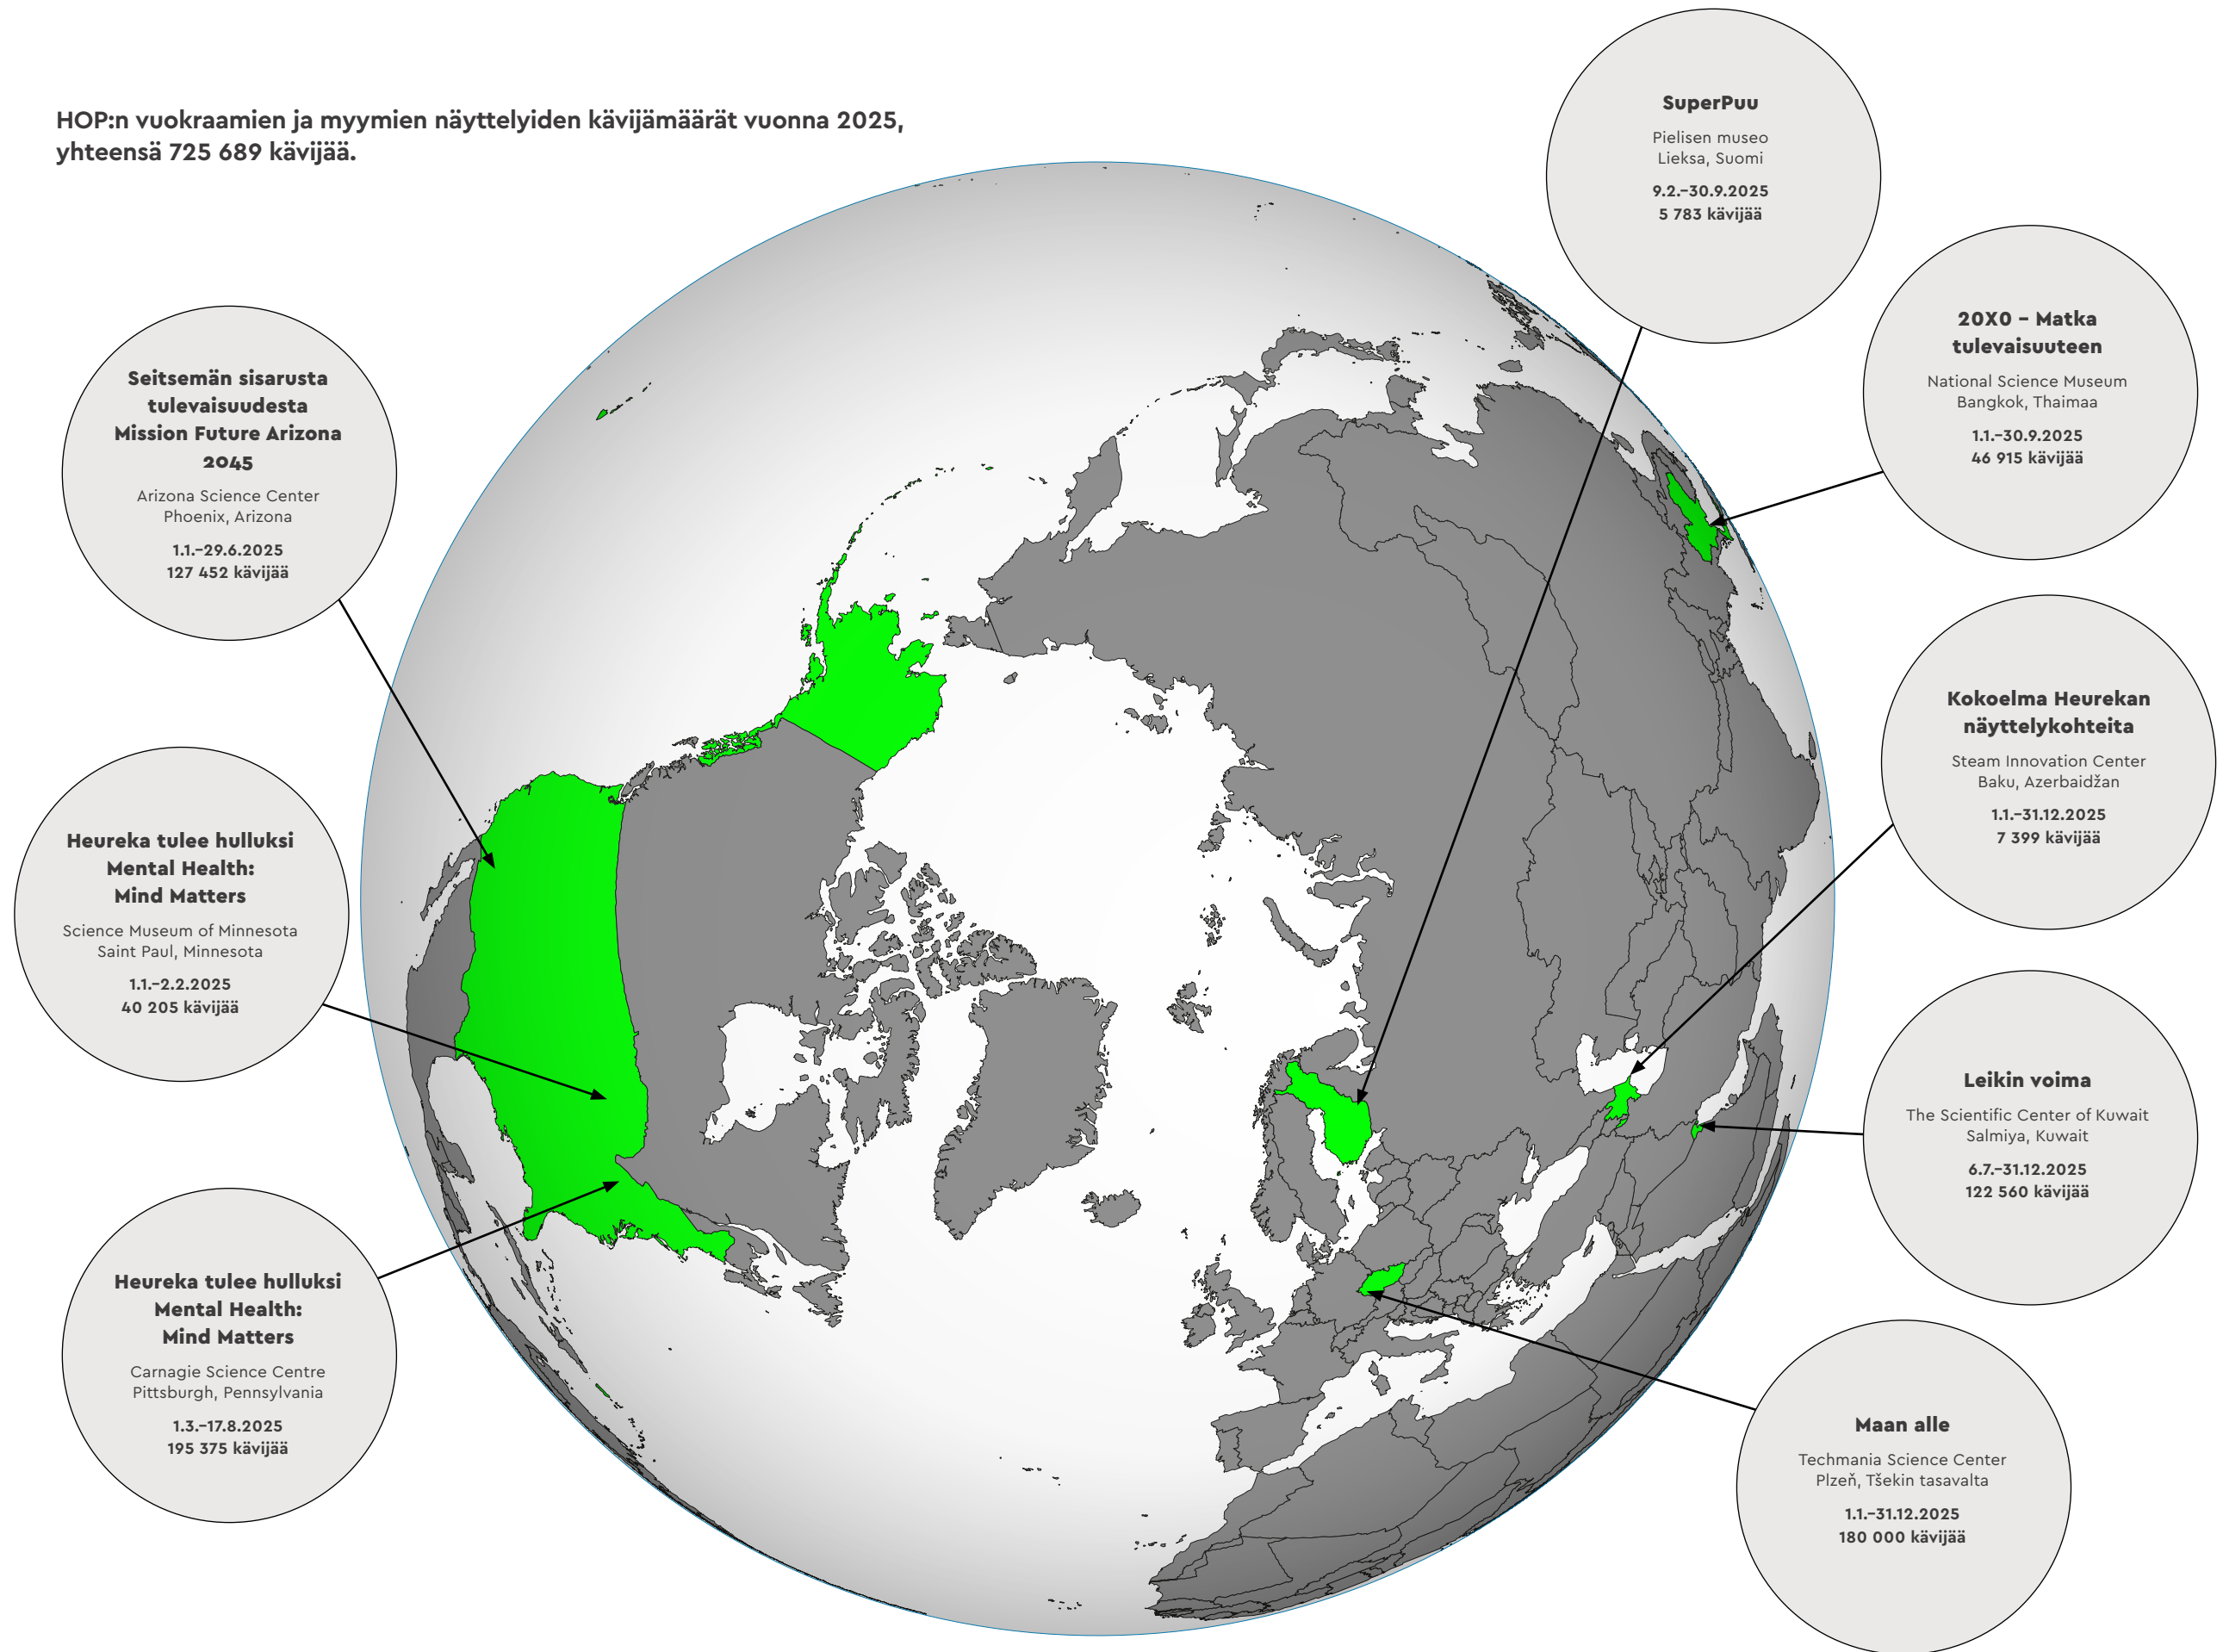 HOP:n vuokraamien ja myymien näyttelyiden kävijämäärät vuonna 2025,
yhteensä 725 689 kävijää.
Seitsemän sisarusta
tulevaisuudesta
Mission Future Arizona
2045
Arizona Science Center
Phoenix, Arizona
1.1.–29.6.2025
127 452 kävijää
Heureka tulee hulluksi
Mental Health:
Mind Matters
Science Museum of Minnesota
Saint Paul, Minnesota
1.1.–2.2.2025
40 205 kävijää
Heureka tulee hulluksi
Mental Health:
Mind Matters
Carnagie Science Centre
Pittsburgh, Pennsylvania
1.3.–17.8.2025
195 375 kävijää
SuperPuu
Pielisen museo
Lieksa, Suomi
9.2.–30.9.2025
5 783 kävijää
20X0 – Matka
tulevaisuuteen
National Science Museum
Bangkok, Thaimaa
1.1.–30.9.2025
46 915 kävijää
Kokoelma Heurekan
näyttelykohteita
Steam Innovation Center
Baku, Azerbaidžan
1.1.–31.12.2025
7 399 kävijää
Leikin voima
The Scientific Center of Kuwait
Salmiya, Kuwait
6.7.–31.12.2025
122 560 kävijää
Maan alle
Techmania Science Center
Plzeň, Tšekin tasavalta
1.1.–31.12.2025
180 000 kävijää